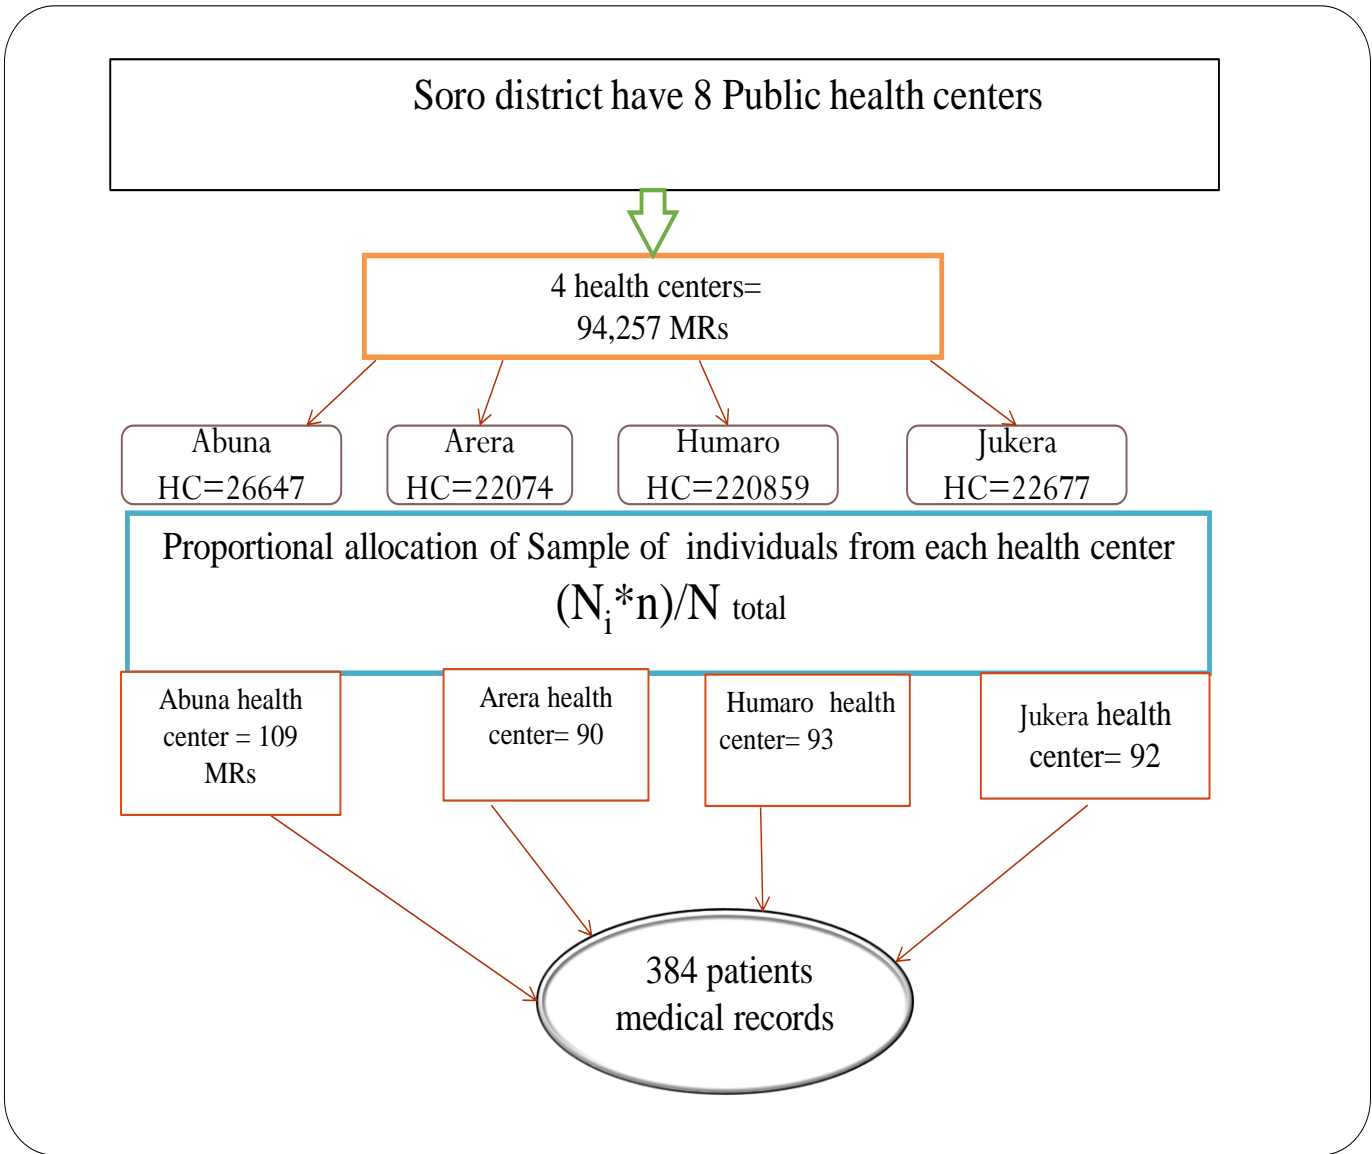 Soro district have 8 Public health centers
4 health centers=
94,257 MRs
Abuna
HC=26647
Arera
HC=22074
Humaro
HC=220859
Jukera
HC=22677
Proportional allocation of Sample of individuals from each health center
(Ni*n)/N total
Abuna health
center = 109
MRs
Arera health
center= 90
Humaro health
center= 93
Jukera health
center= 92
384 patients
medical records